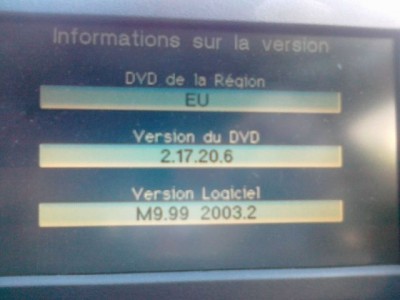 Informations sur la version
DVD de la Région
EU
Version du DVD
2.17.20.6
Version Logiciel
M9.99 2003.2